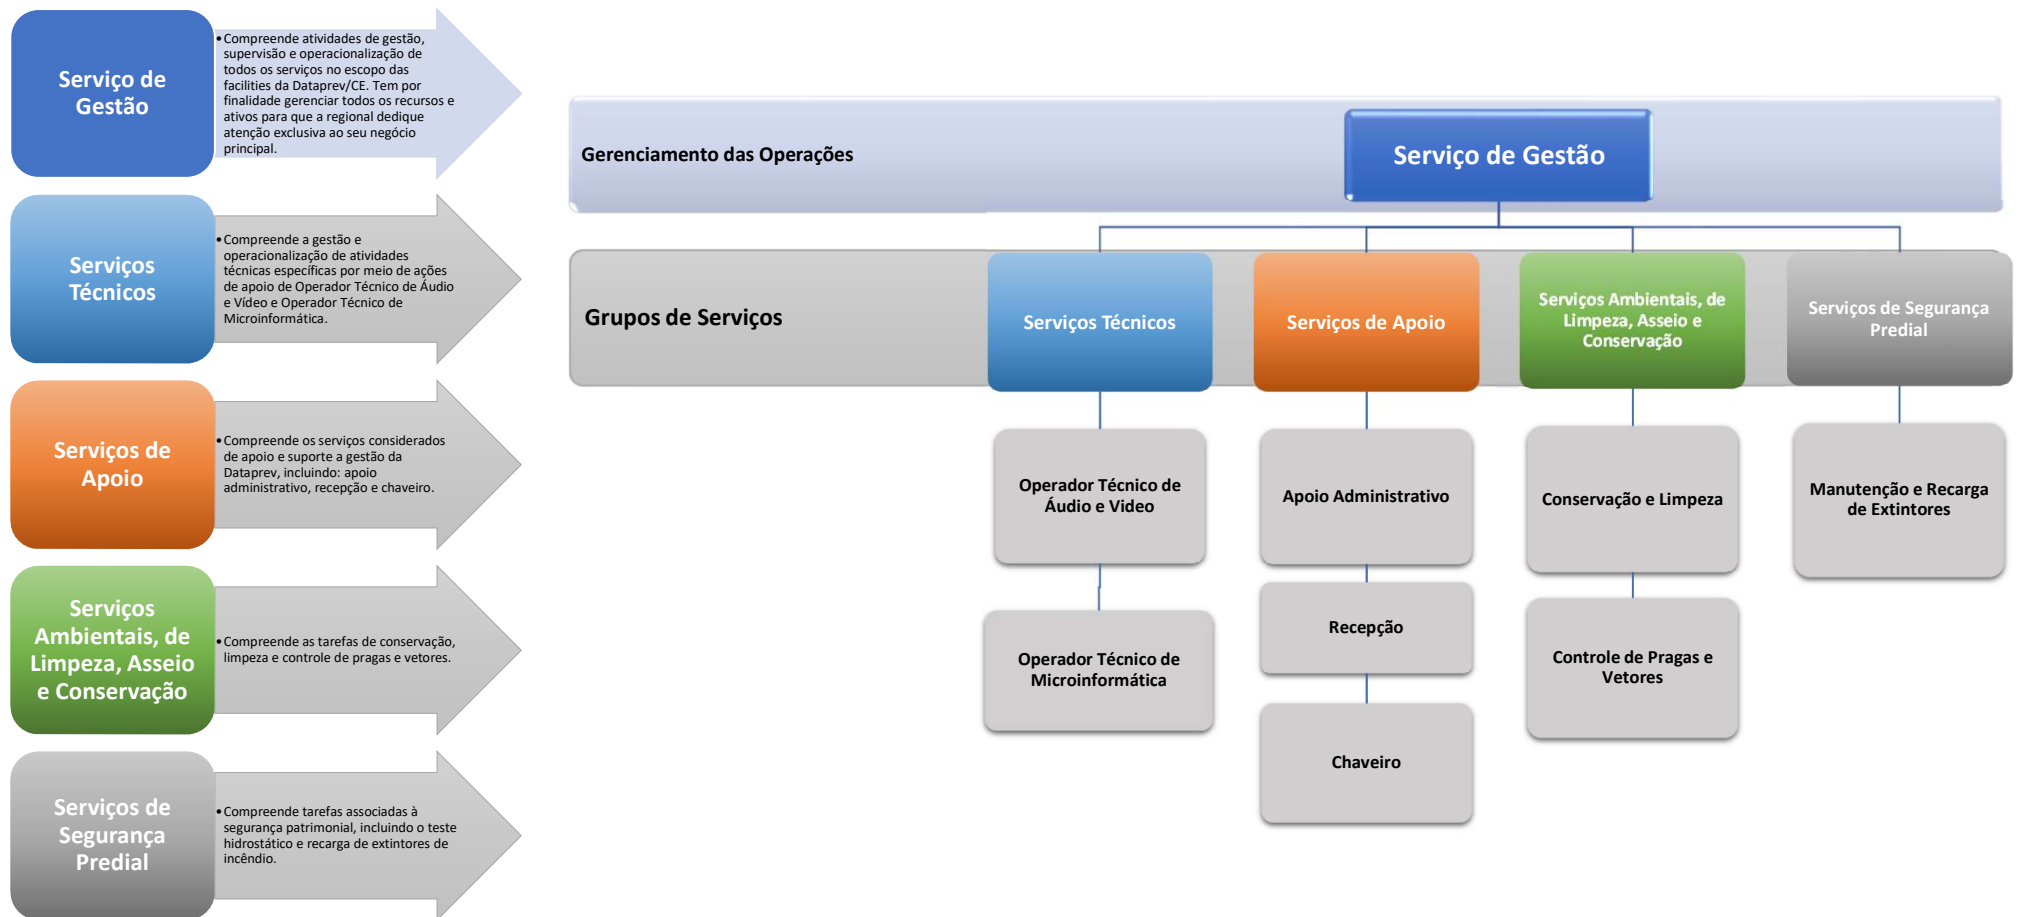 Serviço de
Gestão
•Compreende atividades de gestão,
supervisão e operacionalização de
todos os serviços no escopo das
facilities da Dataprev/CE. Tem por
finalidade gerenciar todos os recursos e
ativos para que a regional dedique
atenção exclusiva ao seu negócio
principal.
Serviços
Técnicos
•Compreende a gestão e
operacionalização de atividades
técnicas específicas por meio de ações
de apoio de Operador Técnico de Áudio
e Vídeo e Operador Técnico de
Microinformática.
Serviços de
Apoio
•Compreende os serviços considerados
de apoio e suporte a gestão da
Dataprev, incluindo: apoio
administrativo, recepção e chaveiro.
Serviços
Ambientais, de
Limpeza, Asseio
e Conservação
•Compreende as tarefas de conservação,
limpeza e controle de pragas e vetores.
Serviços de
Segurança
Predial
•Compreende tarefas associadas à
segurança patrimonial, incluindo o teste
hidrostático e recarga de extintores de
incêndio.
Gerenciamento das Operações
Serviço de Gestão
Grupos de Serviços
Serviços Técnicos
Serviços de Apoio
Serviços Ambientais, de
Limpeza, Asseio e
Conservação
Serviços de Segurança
Predial
Operador Técnico de
Áudio e Video
Operador Técnico de
Microinformática
Apoio Administrativo
Recepção
Chaveiro
Conservação e Limpeza
Controle de Pragas e
Vetores
Manutenção e Recarga
de Extintores